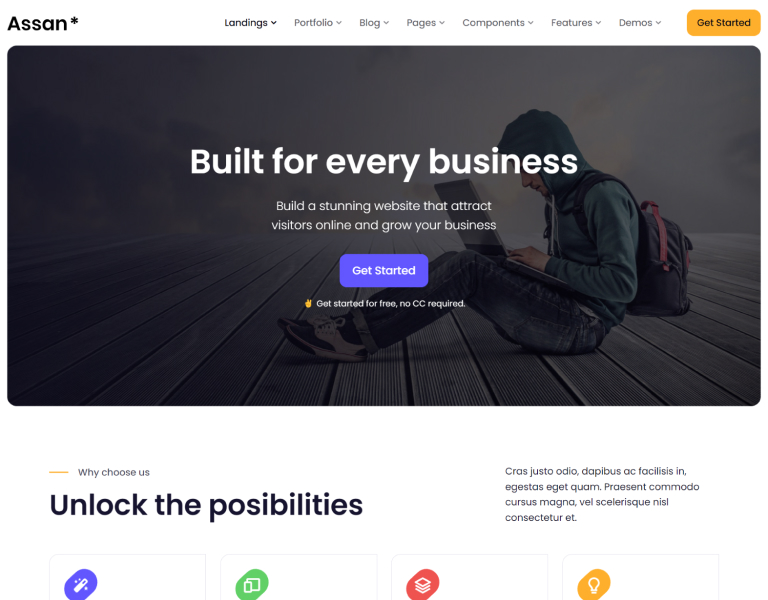 Assan*
Landings Portfolio Blog Pages Components Features Demos Get Started
Built for every business
Build a stunning website that attract
visitors online and grow your business
Get Started
✌ Get started for free, no CC required.
Why choose us
Unlock the posibilities
Cras justo odio, dapibus ac facilisis in,
egestas eget quam. Praesent commodo
cursus magna, vel scelerisque nisl
consectetur et.